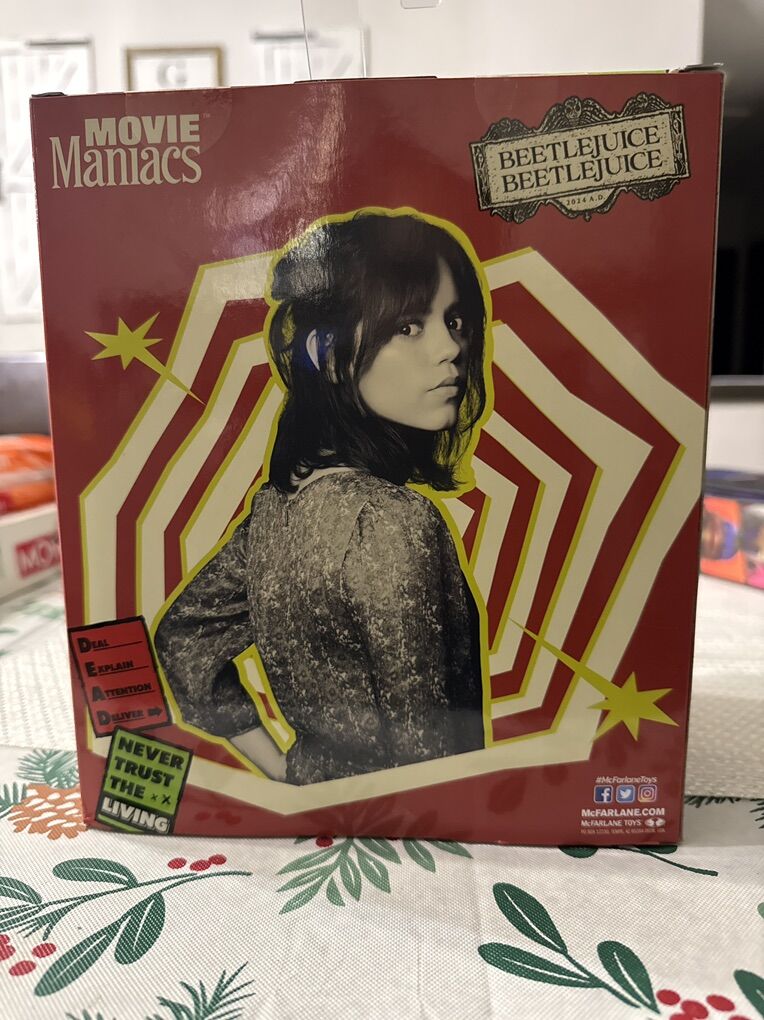 MOVIE
Maniacs
BEETLEJUICE
BEETLEJUICE
2024 A.D.
DEAL
EXPLAIN
ATTENTION
DELIVER
NEVER
TRUST
THE
LIVING
#McFarlaneToys
McFARLANE.COM
McFARLANE TOYS